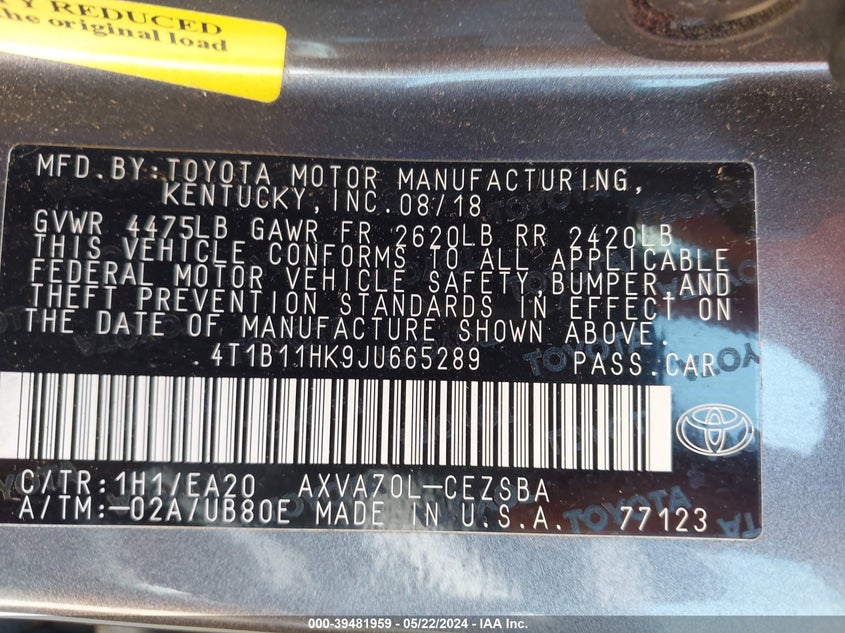 RY REDUCED
the original load
MFD.BY:TOYOTA MOTOR MANUFACTURING,
KENTUCKY,INC.08/18
GVWR 4475LB GAWR FR 2620LB RR 2420LB
THIS VEHICLE CONFORMS TO ALL APPLICABLE
FEDERAL MOTOR VEHICLE SAFETY,BUMPER,AND
THEFT PREVENTION STANDARDS IN EFFECT ON
THE DATE OF MANUFACTURE SHOWN ABOVE.
4T1B11HK9JU665289 PASS.CAR
C/TR:1H1/EA20 AXVA70L-CEZSBA
A/TM:-02A/UB80E MADE IN U.S.A. 77123
000-39481959 - 05/22/2024 - IAA Inc.